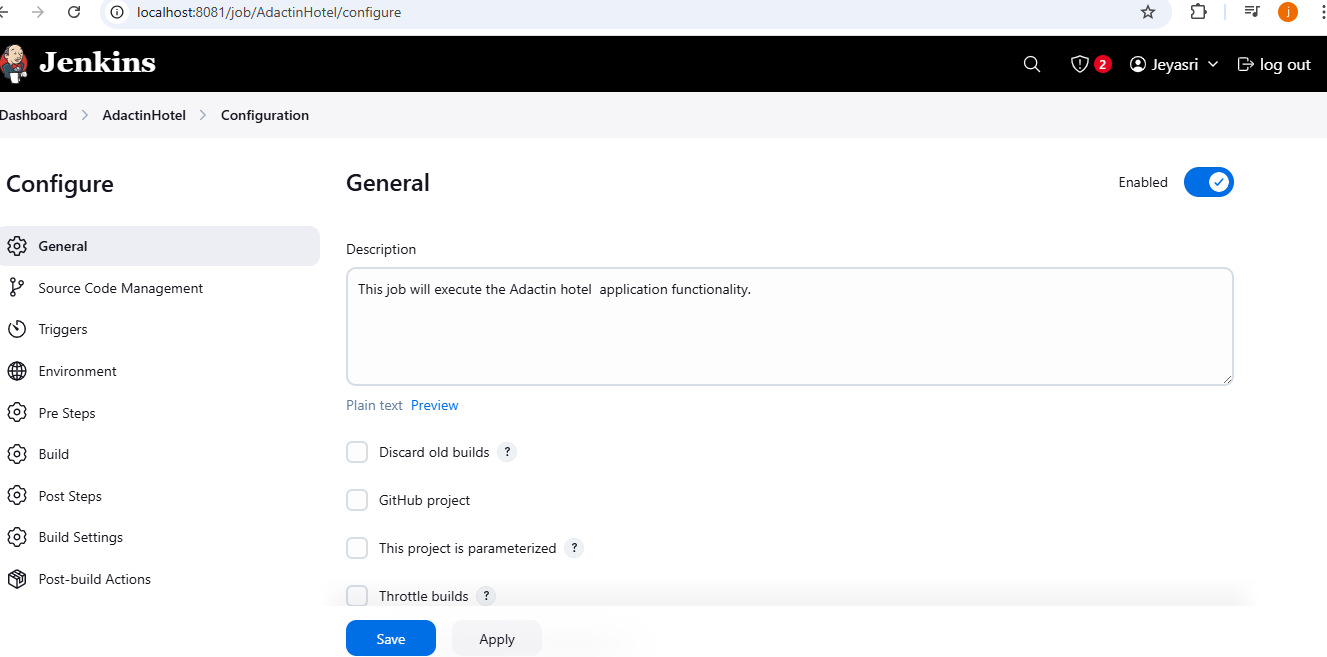 localhost:8081/job/AdactinHotel/configure
j
Jenkins
2
Jeyasri
log out
Dashboard
AdactinHotel
Configuration
Configure
General
Source Code Management
Triggers
Environment
Pre Steps
Build
Post Steps
Build Settings
Post-build Actions
General
Enabled
Description
This job will execute the Adactin hotel  application functionality.
Plain text Preview
Discard old builds ?
GitHub project
This project is parameterized ?
Throttle builds ?
Save
Apply